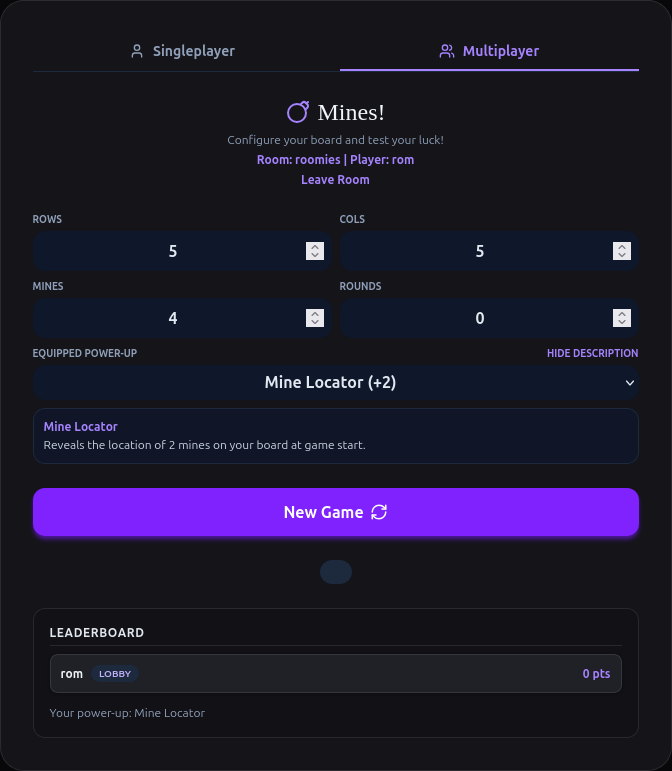 Singleplayer
Multiplayer
Mines!
Configure your board and test your luck!
Room: roomies | Player: rom
Leave Room
ROWS
COLS
5
5
MINES
ROUNDS
4
0
EQUIPPED POWER-UP
HIDE DESCRIPTION
Mine Locator (+2)
Mine Locator
Reveals the location of 2 mines on your board at game start.
New Game
LEADERBOARD
rom LOBBY 0 pts
Your power-up: Mine Locator